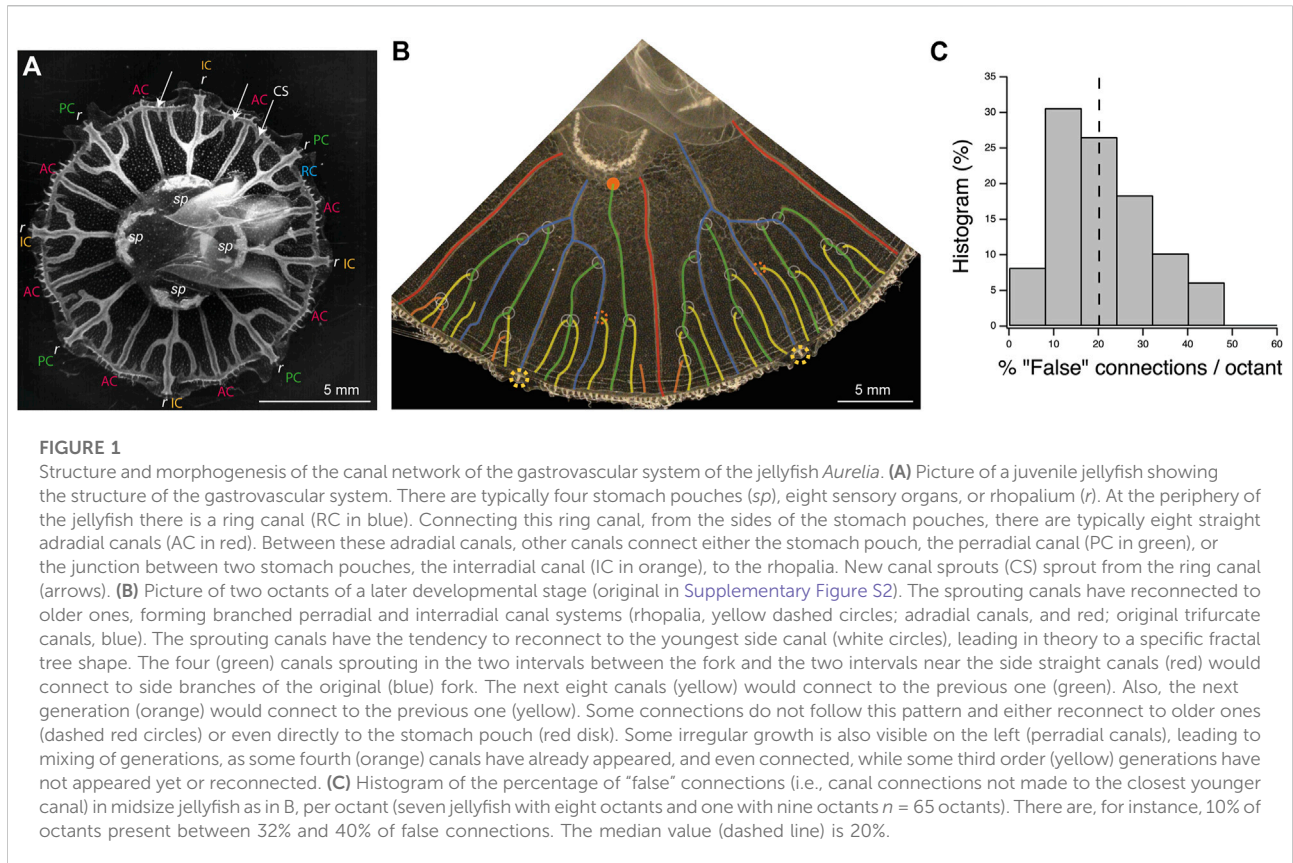 A
IC
r
AC
AC
CS
PC
r
r
PC
RC
AC
sp
AC
sp
sp
r
IC
r
IC
AC
sp
AC
PC
r
r
PC
AC
AC
r
IC
5 mm
B
5 mm
C
Histogram (%)
35
30
25
20
15
10
5
0
0
10
20
30
40
50
60
% "False" connections / octant
FIGURE 1
Structure and morphogenesis of the canal network of the gastrovascular system of the jellyfish Aurelia. (A) Picture of a juvenile jellyfish showing
the structure of the gastrovascular system. There are typically four stomach pouches (sp), eight sensory organs, or rhopalium (r). At the periphery of
the jellyfish there is a ring canal (RC in blue). Connecting this ring canal, from the sides of the stomach pouches, there are typically eight straight
adradial canals (AC in red). Between these adradial canals, other canals connect either the stomach pouch, the perradial canal (PC in green), or
the junction between two stomach pouches, the interradial canal (IC in orange), to the rhopalia. New canal sprouts (CS) sprout from the ring canal
(arrows). (B) Picture of two octants of a later developmental stage (original in Supplementary Figure S2). The sprouting canals have reconnected to
older ones, forming branched perradial and interradial canal systems (rhopalia, yellow dashed circles; adradial canals, and red; original trifurcate
canals, blue). The sprouting canals have the tendency to reconnect to the youngest side canal (white circles), leading in theory to a specific fractal
tree shape. The four (green) canals sprouting in the two intervals between the fork and the two intervals near the side straight canals (red) would
connect to side branches of the original (blue) fork. The next eight canals (yellow) would connect to the previous one (green). Also, the next
generation (orange) would connect to the previous one (yellow). Some connections do not follow this pattern and either reconnect to older ones
(dashed red circles) or even directly to the stomach pouch (red disk). Some irregular growth is also visible on the left (perradial canals), leading to
mixing of generations, as some fourth (orange) canals have already appeared, and even connected, while some third order (yellow) generations have
not appeared yet or reconnected. (C) Histogram of the percentage of “false” connections (i.e., canal connections not made to the closest younger
canal) in midsize jellyfish as in B, per octant (seven jellyfish with eight octants and one with nine octants n = 65 octants). There are, for instance, 10% of
octants present between 32% and 40% of false connections. The median value (dashed line) is 20%.